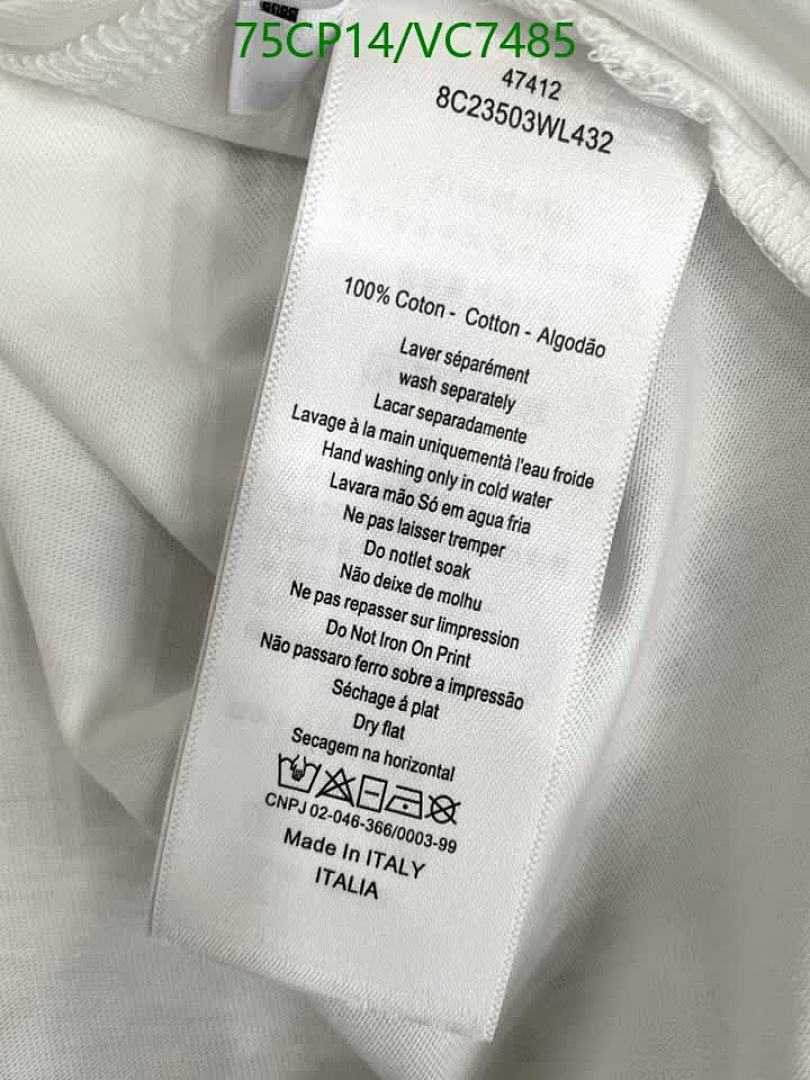 75CP14/VC7485
47412
8C23503WL432
100% Coton - Cotton - Algodão
Laver séparément
wash separately
Lacar separadamente
Lavage à la main uniquementà l'eau froide
Hand washing only in cold water
Lavara mão Só em agua fria
Ne pas laisser tremper
Do notlet soak
Não deixe de molhu
Ne pas repasser sur limpression
Do Not Iron On Print
Não passaro ferro sobre a impressão
Séchage á plat
Dry flat
Secagem na horizontal
CNPJ 02-046-366/0003-99
Made In ITALY
ITALIA